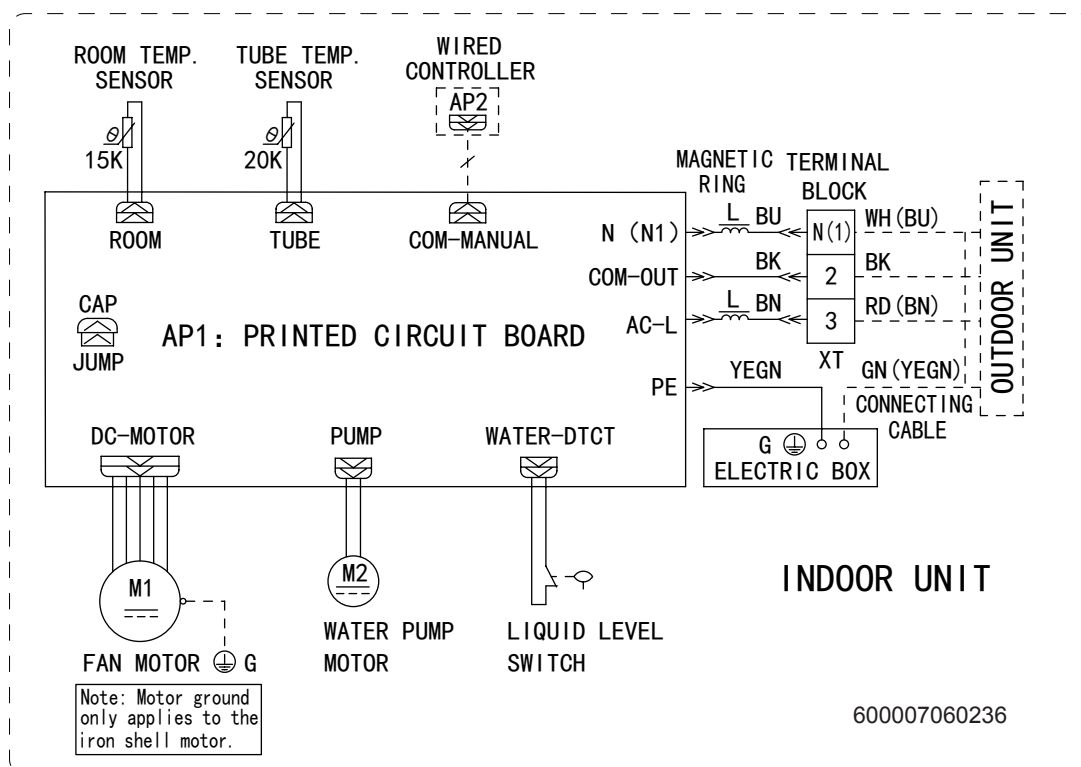 ROOM TEMP.
SENSOR
TUBE TEMP.
SENSOR
WIRED
CONTROLLER
AP2
θ
15K
θ
20K
MAGNETIC
RING
TERMINAL
BLOCK
ROOM
TUBE
COM-MANUAL
N (N1)
L
BU
N(1)
WH(BU)
COM-OUT
BK
2
BK
AC-L
L
BN
3
RD(BN)
XT
OUTDOOR UNIT
CAP
JUMP
AP1: PRINTED CIRCUIT BOARD
PE
YEGN
GN(YEGN)
CONNECTING
CABLE
G
ELECTRIC BOX
DC-MOTOR
PUMP
WATER-DTCT
M1
M2
INDOOR UNIT
FAN MOTOR
G
WATER PUMP
MOTOR
LIQUID LEVEL
SWITCH
Note: Motor ground
only applies to the
iron shell motor.
600007060236